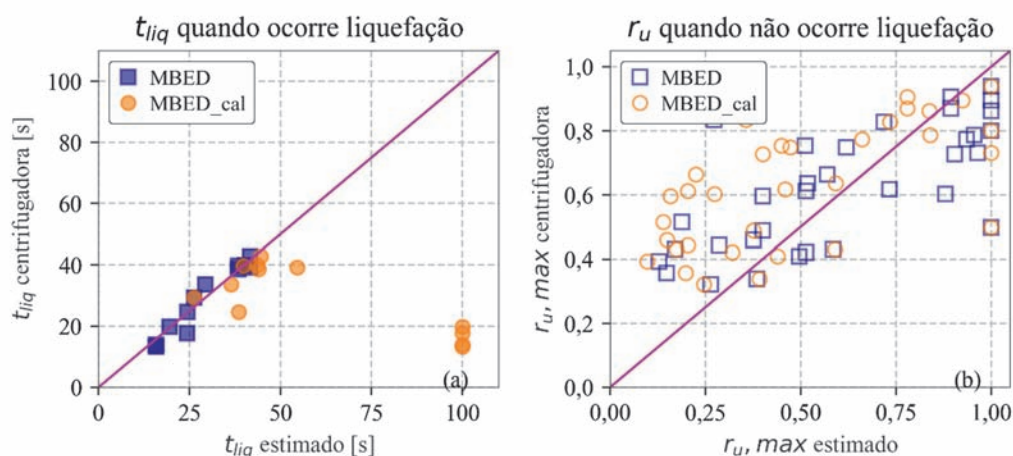 t_liq quando ocorre liquefação
MBED
MBED_cal
t_liq centrifugadora [s]
100
80
60
40
20
0
0
25
50
75
100
(a)
t_liq estimado [s]
r_u quando não ocorre liquefação
MBED
MBED_cal
r_u, max centrifugadora
1,0
0,8
0,6
0,4
0,2
0,0
0,00
0,25
0,50
0,75
1,00
(b)
r_u, max estimado